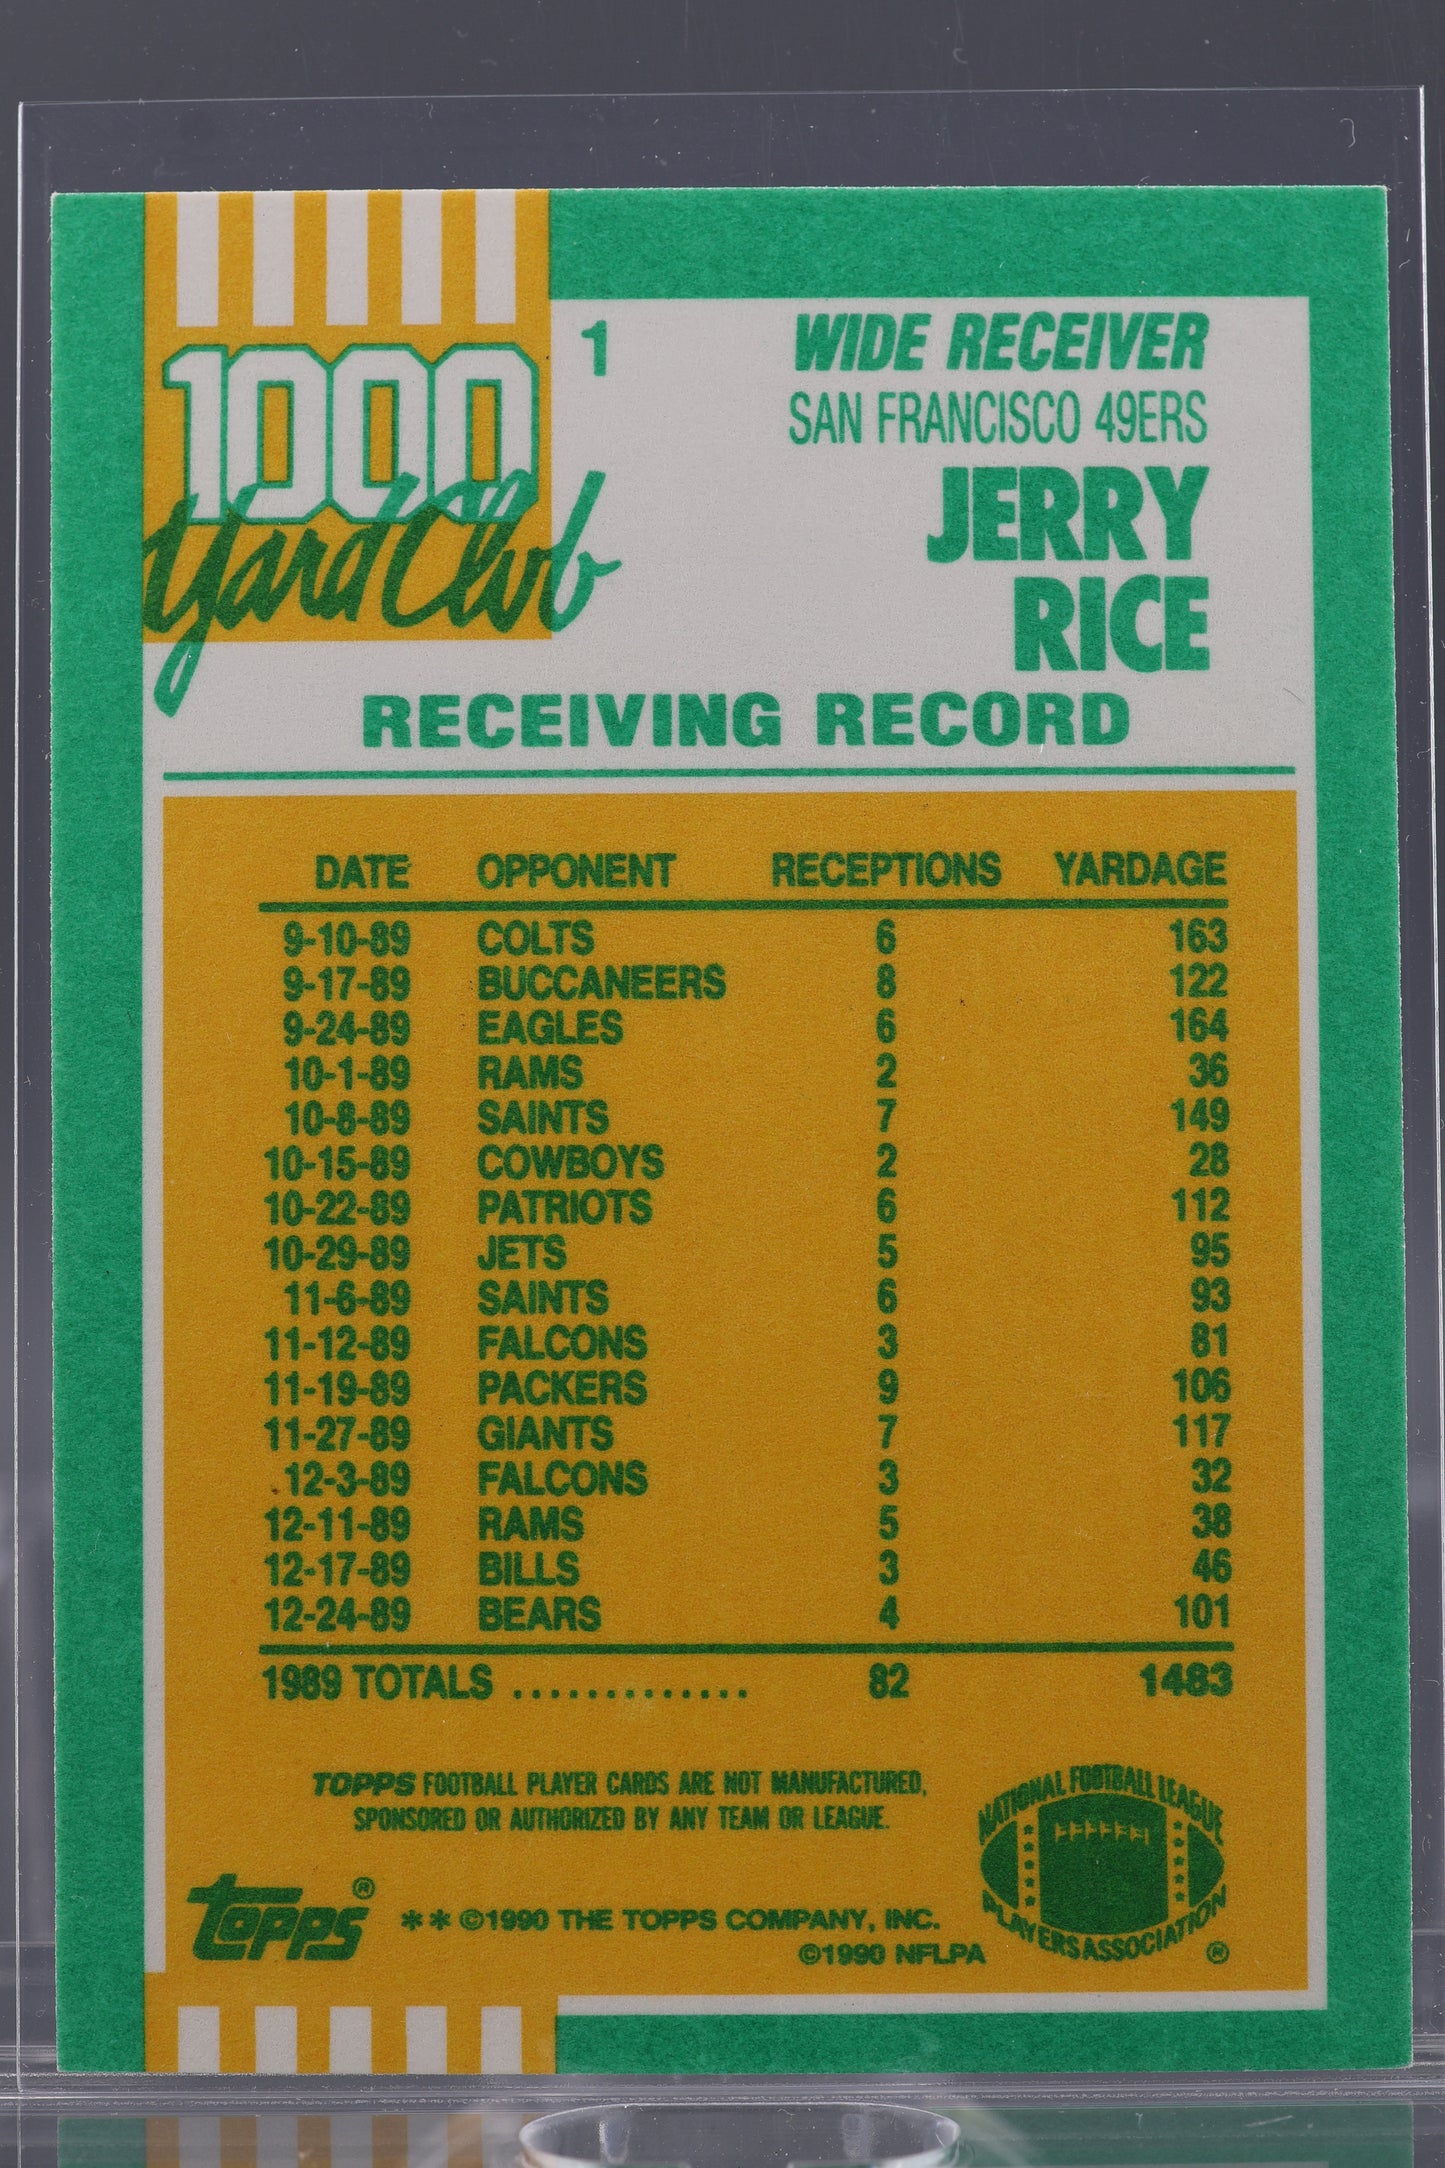 1000
Yard Club
1
WIDE RECEIVER
SAN FRANCISCO 49ERS
JERRY
RICE
RECEIVING RECORD
DATE OPPONENT RECEPTIONS YARDAGE
9-10-89 COLTS 6 163
9-17-89 BUCCANEERS 8 122
9-24-89 EAGLES 6 164
10-1-89 RAMS 2 36
10-8-89 SAINTS 7 149
10-15-89 COWBOYS 2 28
10-22-89 PATRIOTS 6 112
10-29-89 JETS 5 95
11-6-89 SAINTS 6 93
11-12-89 FALCONS 3 81
11-19-89 PACKERS 9 106
11-27-89 GIANTS 7 117
12-3-89 FALCONS 3 32
12-11-89 RAMS 5 38
12-17-89 BILLS 3 46
12-24-89 BEARS 4 101
1989 TOTALS .............. 82 1483
TOPPS FOOTBALL PLAYER CARDS ARE NOT MANUFACTURED,
SPONSORED OR AUTHORIZED BY ANY TEAM OR LEAGUE.
NATIONAL FOOTBALL LEAGUE
PLAYERS ASSOCIATION ®
topps ®
**©1990 THE TOPPS COMPANY, INC.
©1990 NFLPA